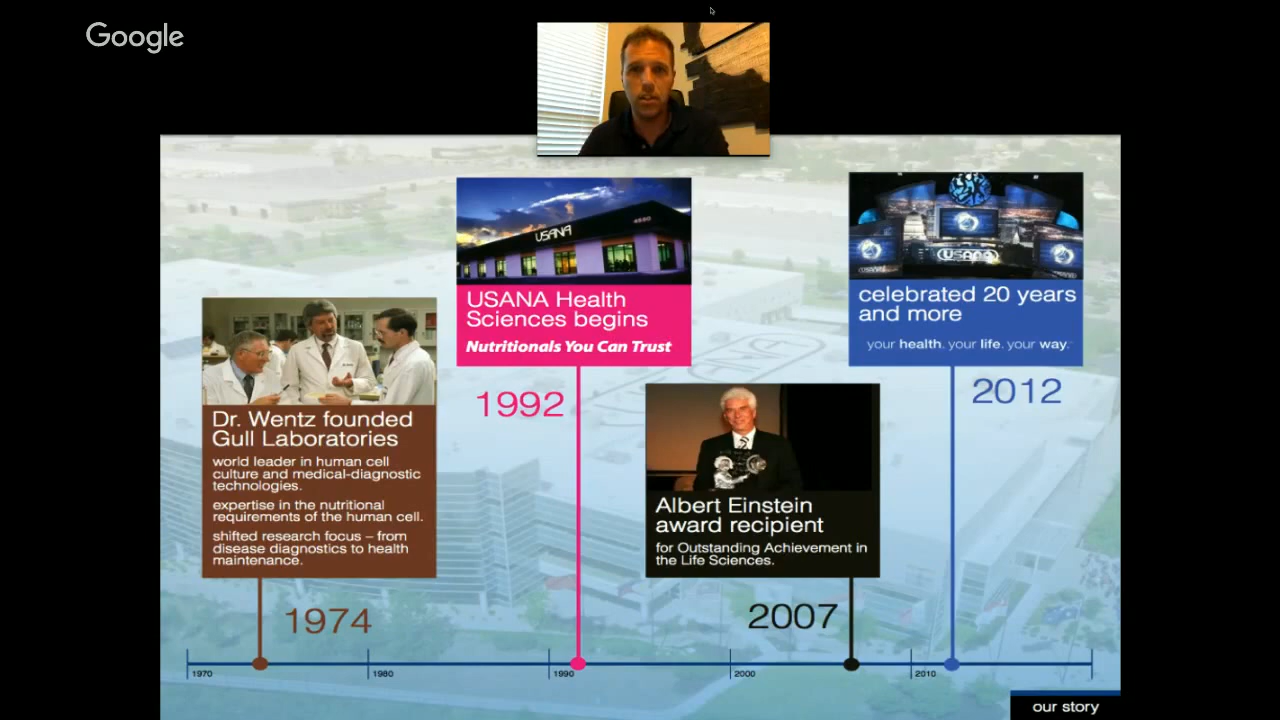 Google
USANA
4550
USANA Health
Sciences begins
Nutritionals You Can Trust
1992
USANA
celebrated 20 years
and more
your health. your life. your way.
2012
Dr. Wentz founded
Gull Laboratories
world leader in human cell
culture and medical-diagnostic
technologies.
expertise in the nutritional
requirements of the human cell.
shifted research focus – from
disease diagnostics to health
maintenance.
1974
Albert Einstein
award recipient
for Outstanding Achievement in
the Life Sciences.
2007
1970
1980
1990
2000
2010
our story